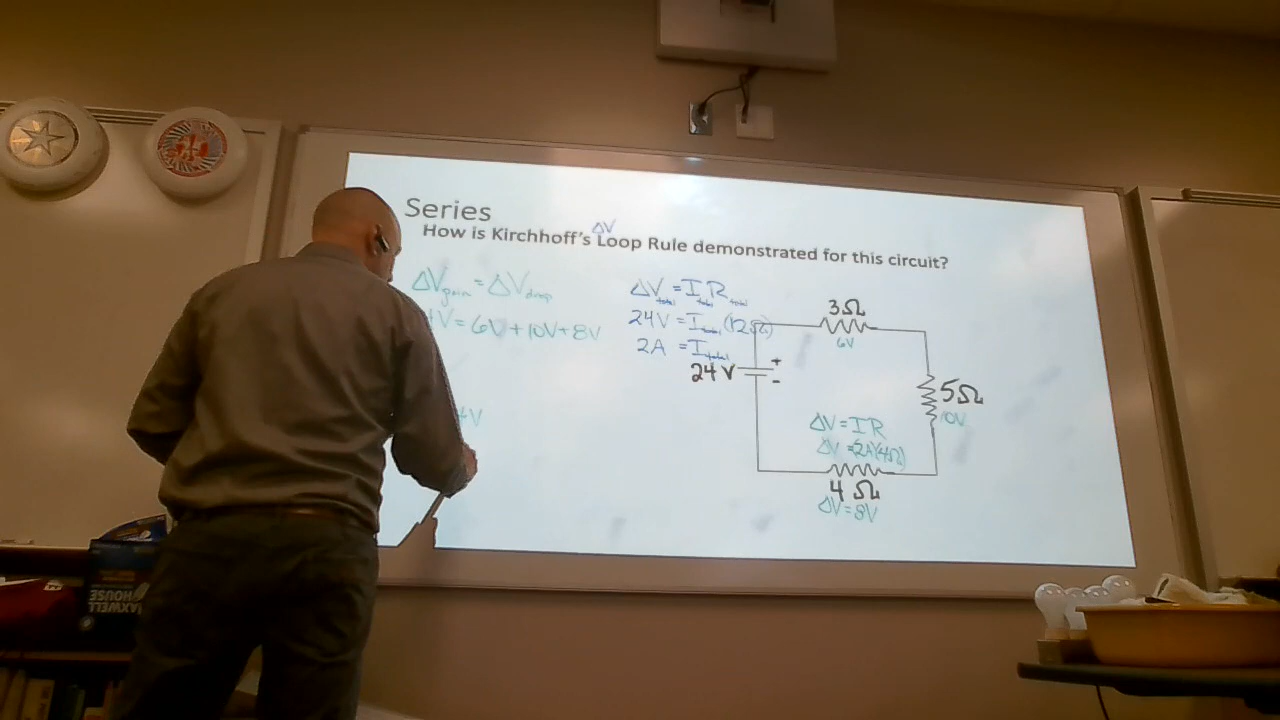 Series
ΔV
How is Kirchhoff's Loop Rule demonstrated for this circuit?
ΔVgain = ΔVdrop
V = 6V + 10V + 8V
4V
ΔVtotal = Itotal Rtotal
24V = Itotal (12Ω)
2A = Itotal
24 V
+
-
3Ω
6V
5Ω
10V
ΔV = IR
ΔV = 2A(4Ω)
4 Ω
ΔV = 8V
MAXWELL
HOUSE